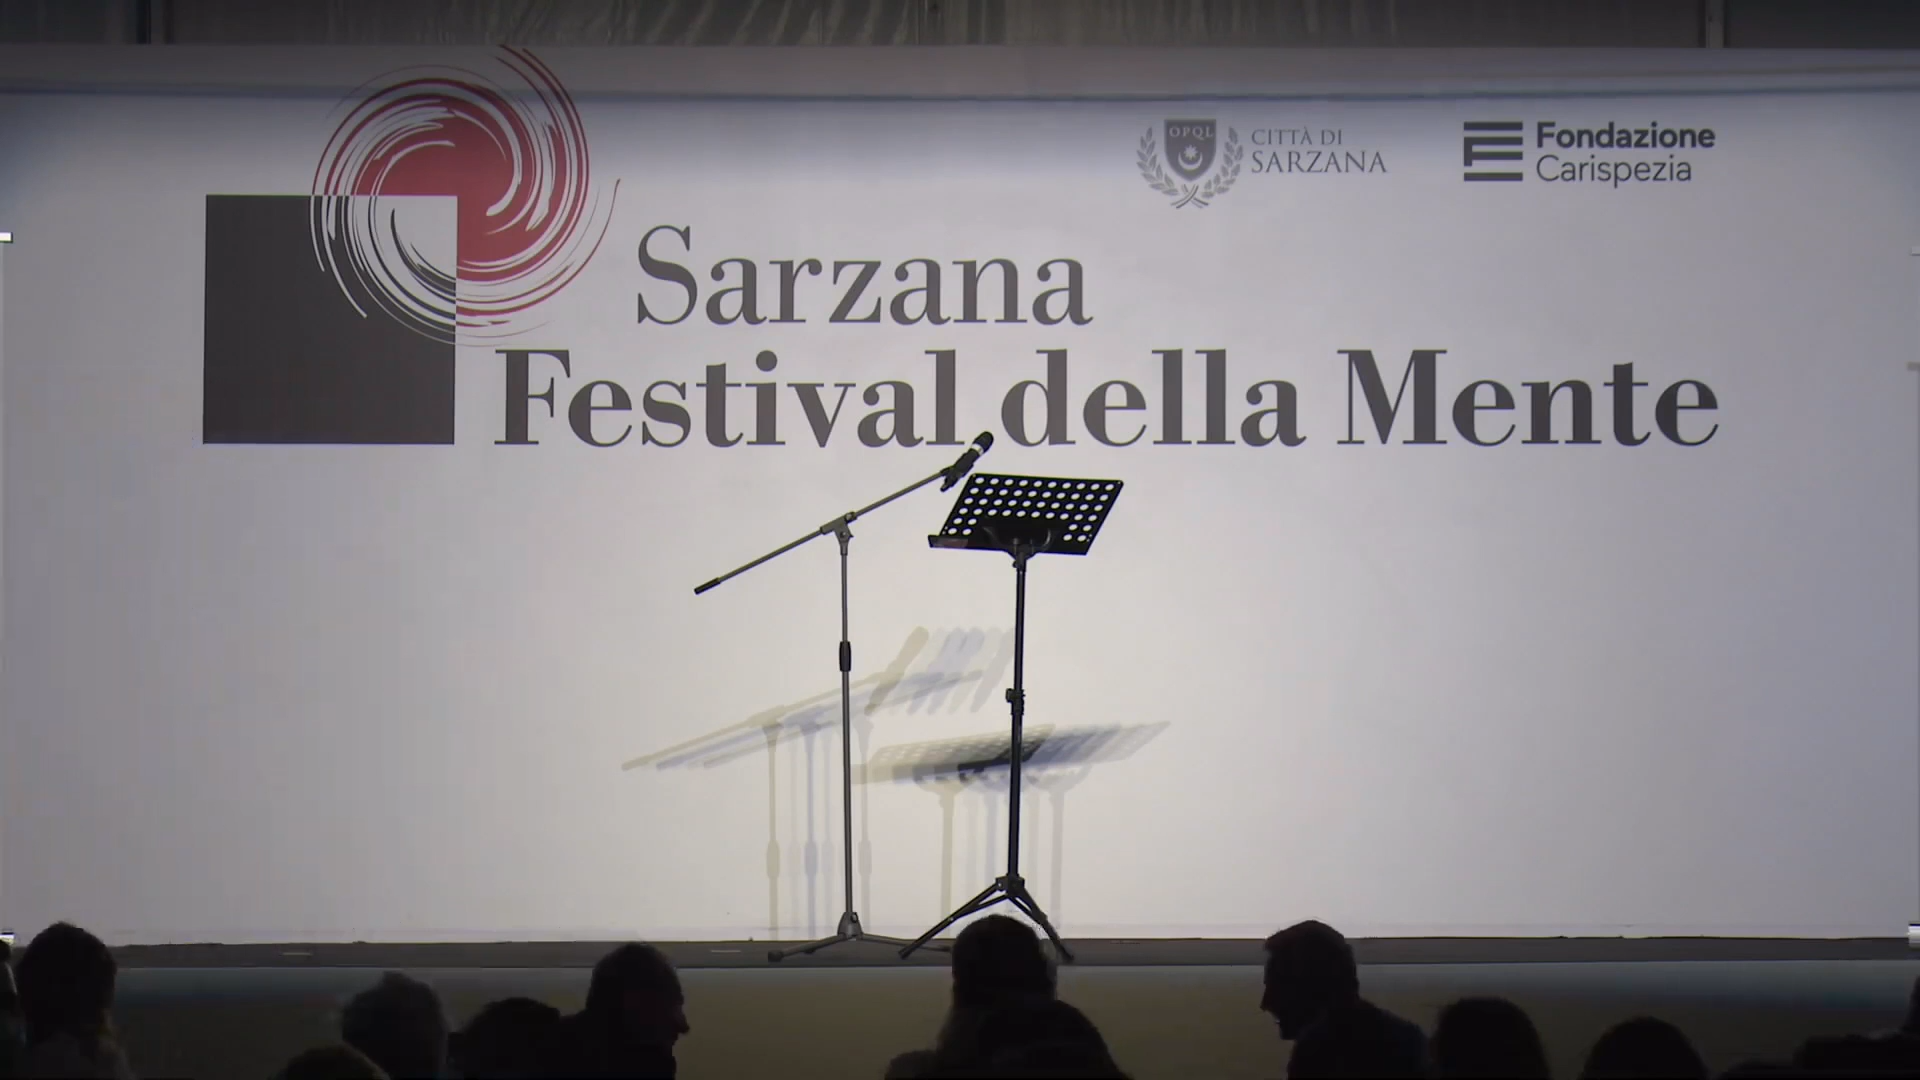 OPQL
CITTÀ DI
SARZANA
Fondazione
Carispezia
Sarzana
Festival della Mente